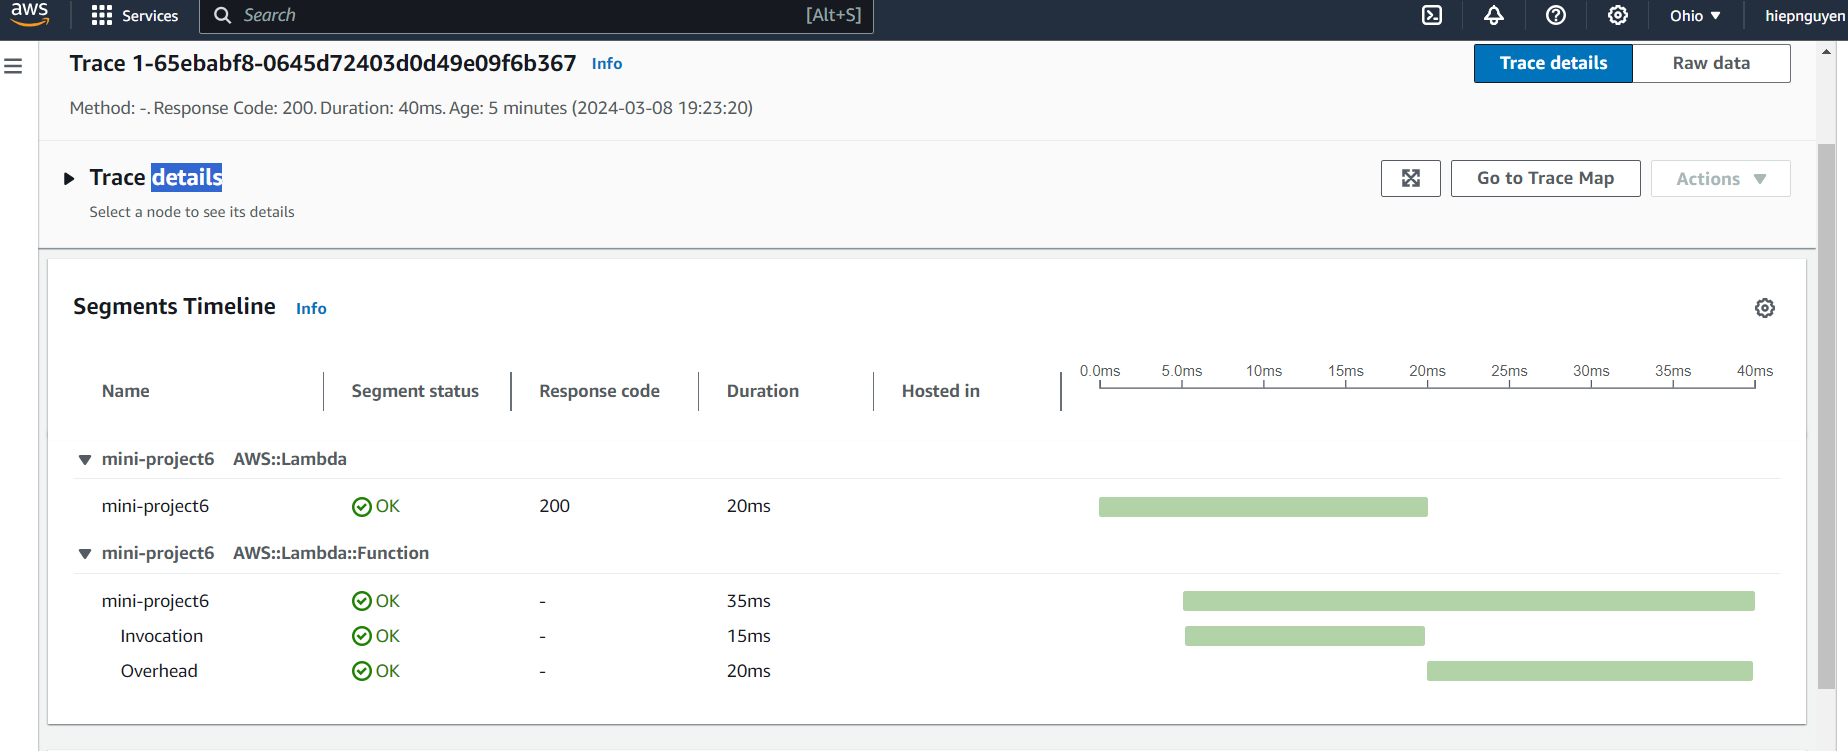 aws Services Search [Alt+S] Ohio hiepnguyen
Trace 1-65ebabf8-0645d72403d0d49e09f6b367 Info Trace details Raw data
Method: -. Response Code: 200. Duration: 40ms. Age: 5 minutes (2024-03-08 19:23:20)
Trace details Go to Trace Map Actions
Select a node to see its details
Segments Timeline Info
0.0ms 5.0ms 10ms 15ms 20ms 25ms 30ms 35ms 40ms
Name Segment status Response code Duration Hosted in
mini-project6 AWS::Lambda
mini-project6 OK 200 20ms
mini-project6 AWS::Lambda::Function
mini-project6 OK - 35ms
Invocation OK - 15ms
Overhead OK - 20ms